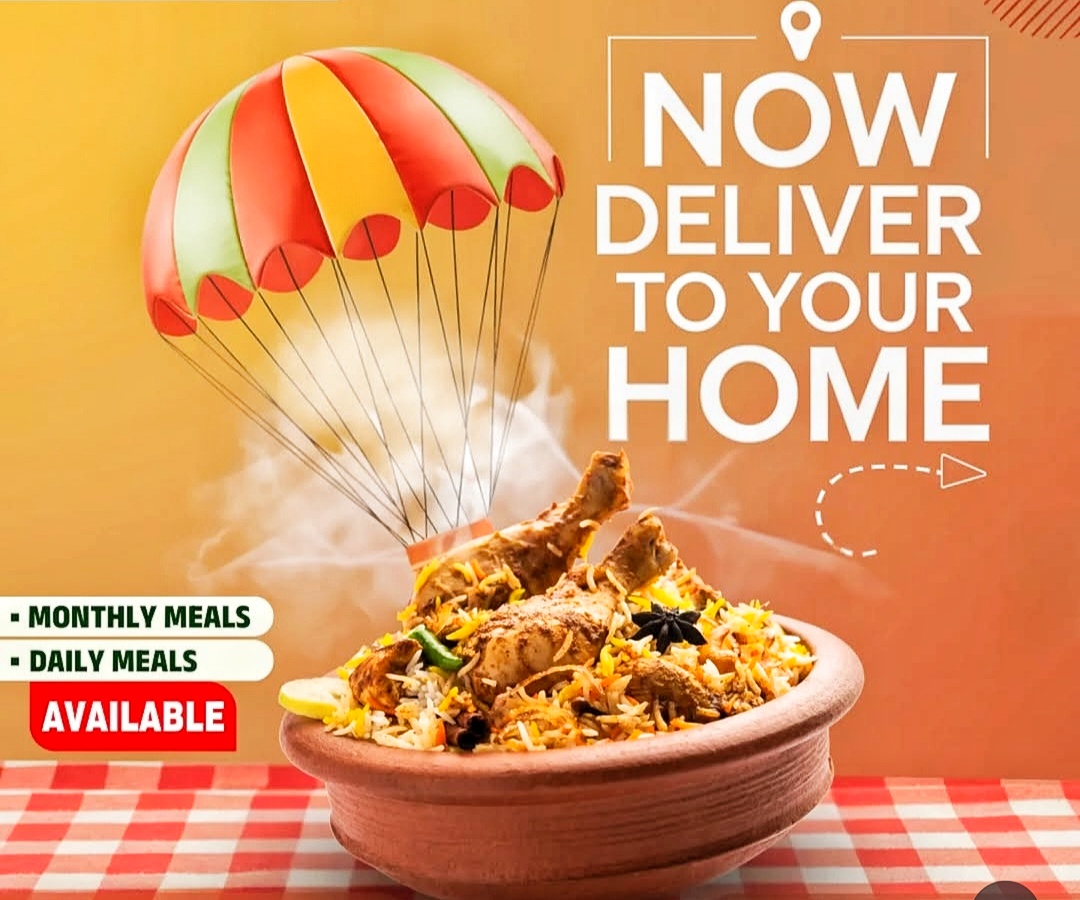 NOW
DELIVER
TO YOUR
HOME
▪ MONTHLY MEALS
▪ DAILY MEALS
AVAILABLE